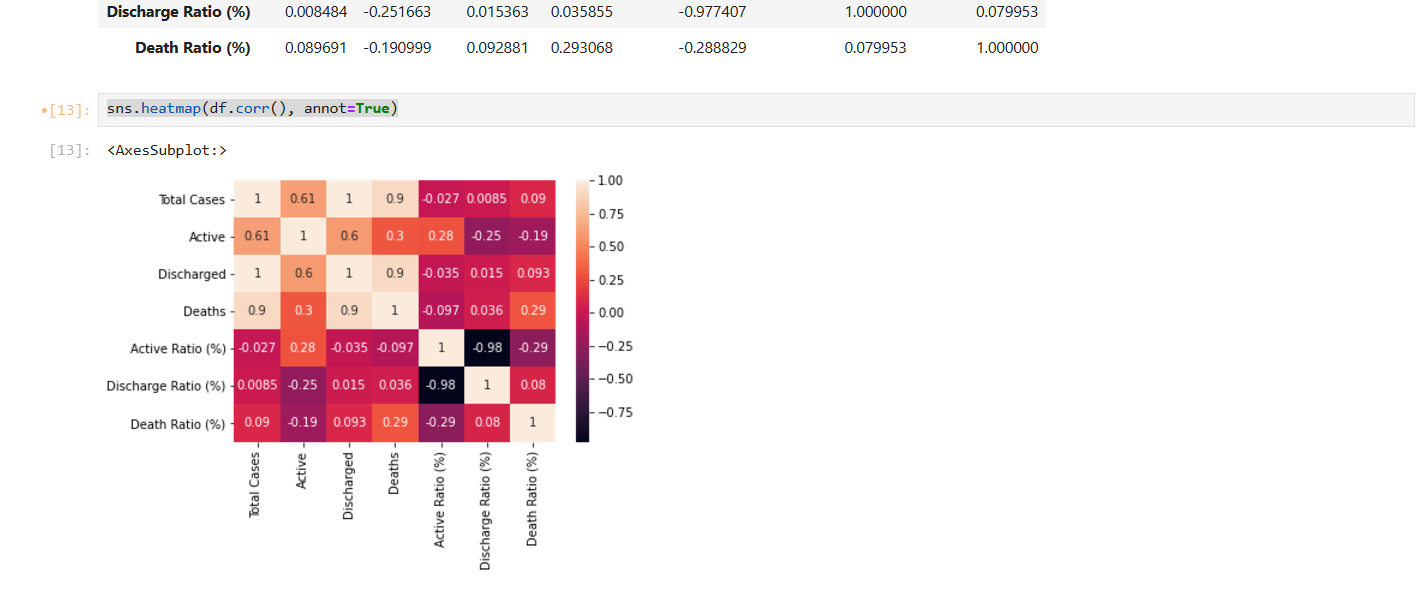 Discharge Ratio (%) 0.008484 -0.251663 0.015363 0.035855 -0.977407 1.000000 0.079953
Death Ratio (%) 0.089691 -0.190999 0.092881 0.293068 -0.288829 0.079953 1.000000
•[13]: sns.heatmap(df.corr(), annot=True)
[13]: <AxesSubplot:>
Total Cases 1 0.61 1 0.9 -0.027 0.0085 0.09
Active 0.61 1 0.6 0.3 0.28 -0.25 -0.19
Discharged 1 0.6 1 0.9 -0.035 0.015 0.093
Deaths 0.9 0.3 0.9 1 -0.097 0.036 0.29
Active Ratio (%) -0.027 0.28 -0.035 -0.097 1 -0.98 -0.29
Discharge Ratio (%) 0.0085 -0.25 0.015 0.036 -0.98 1 0.08
Death Ratio (%) 0.09 -0.19 0.093 0.29 -0.29 0.08 1
Total Cases
Active
Discharged
Deaths
Active Ratio (%)
Discharge Ratio (%)
Death Ratio (%)
1.00
0.75
0.50
0.25
0.00
−0.25
−0.50
−0.75